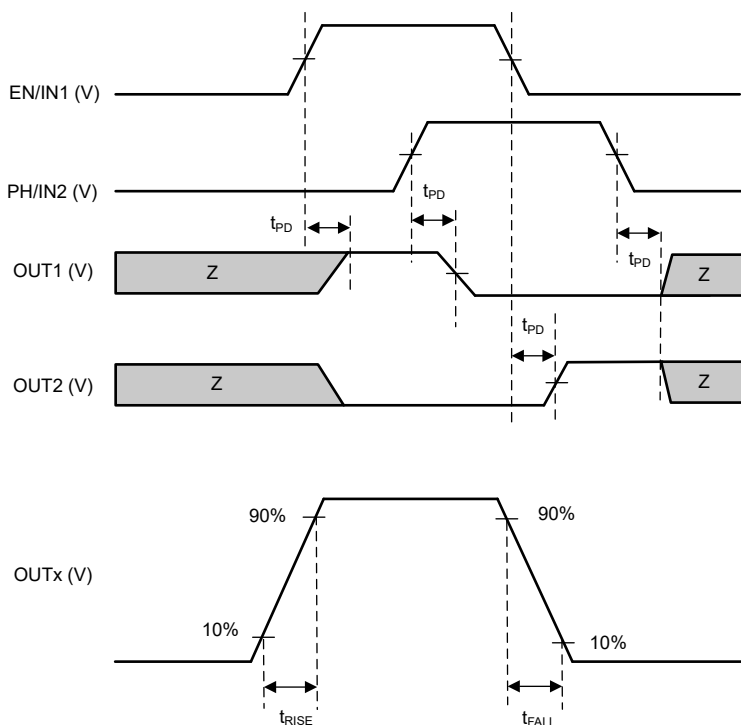 EN/IN1 (V)
PH/IN2 (V)
tPD
tPD
OUT1 (V)
Z
tPD
Z
tPD
OUT2 (V)
Z
Z
90%
90%
OUTx (V)
10%
10%
tRISE
tFALL